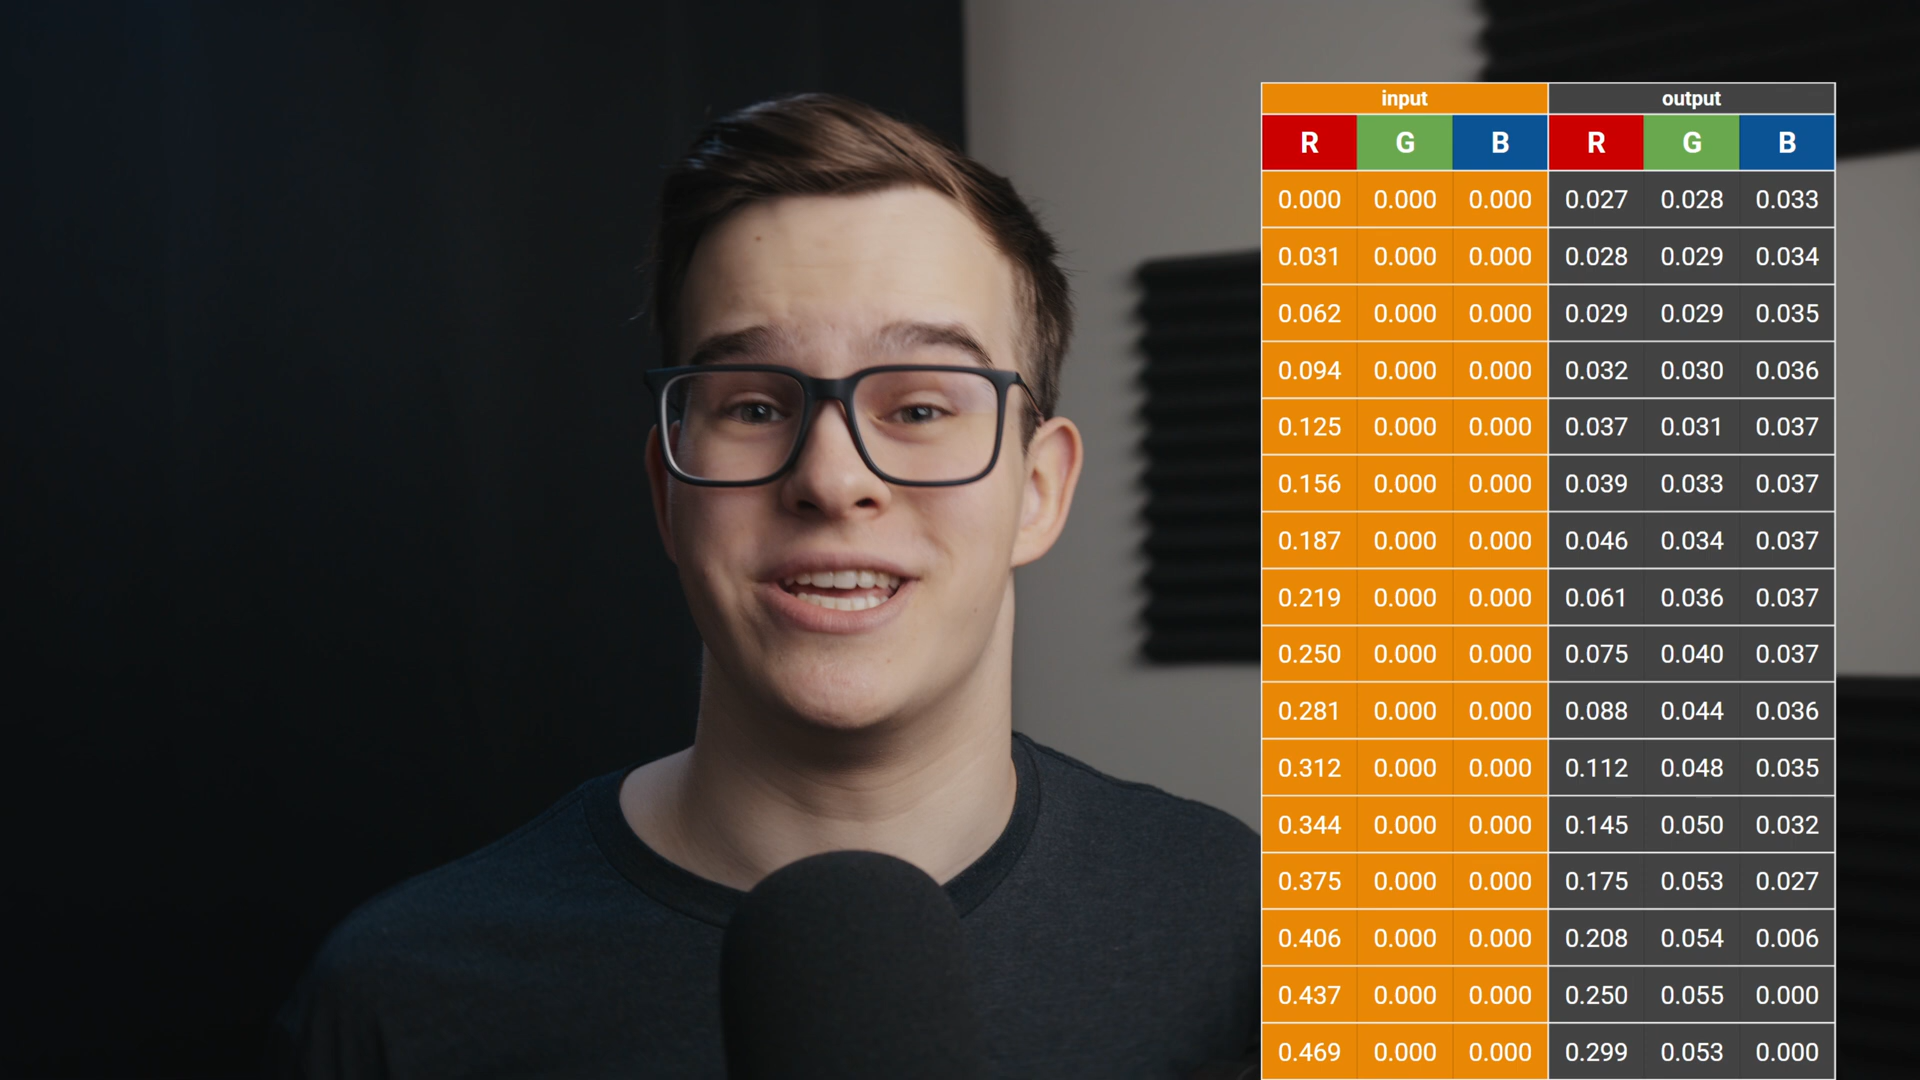 input output
R G B R G B
0.000 0.000 0.000 0.027 0.028 0.033
0.031 0.000 0.000 0.028 0.029 0.034
0.062 0.000 0.000 0.029 0.029 0.035
0.094 0.000 0.000 0.032 0.030 0.036
0.125 0.000 0.000 0.037 0.031 0.037
0.156 0.000 0.000 0.039 0.033 0.037
0.187 0.000 0.000 0.046 0.034 0.037
0.219 0.000 0.000 0.061 0.036 0.037
0.250 0.000 0.000 0.075 0.040 0.037
0.281 0.000 0.000 0.088 0.044 0.036
0.312 0.000 0.000 0.112 0.048 0.035
0.344 0.000 0.000 0.145 0.050 0.032
0.375 0.000 0.000 0.175 0.053 0.027
0.406 0.000 0.000 0.208 0.054 0.006
0.437 0.000 0.000 0.250 0.055 0.000
0.469 0.000 0.000 0.299 0.053 0.000